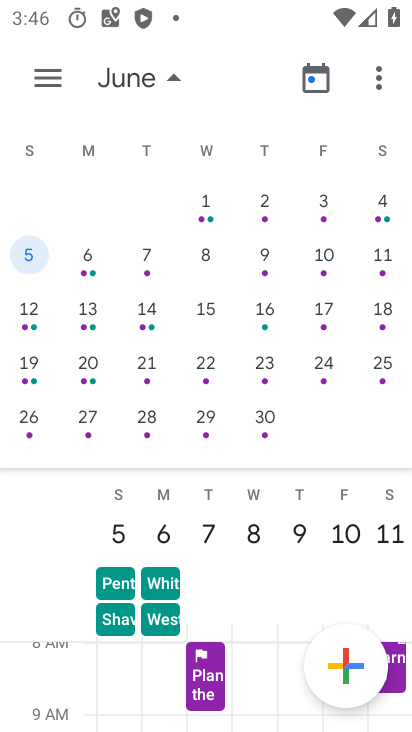 3:46
June
S M T W T F S
1 2 3 4
5 6 7 8 9 10 11
12 13 14 15 16 17 18
19 20 21 22 23 24 25
26 27 28 29 30
S M T W T F S
5 6 7 8 9 10 11
Pent Whit
Shav West
8 AM
Plan
the
arn
9 AM